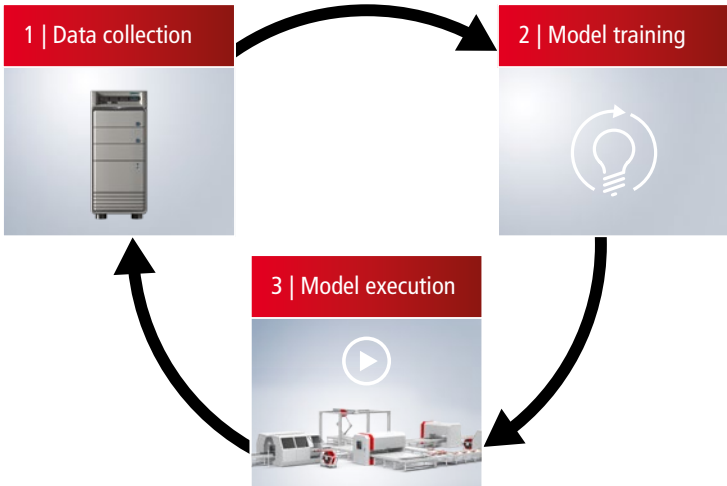 1 | Data collection
2 | Model training
3 | Model execution